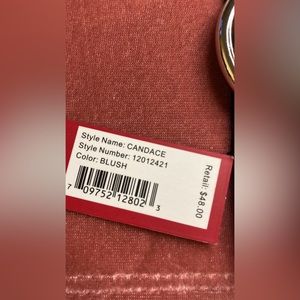 Style Name: CANDACE
Style Number: 12012421
Color: BLUSH
Retail: $48.00
7 09752 12802 3